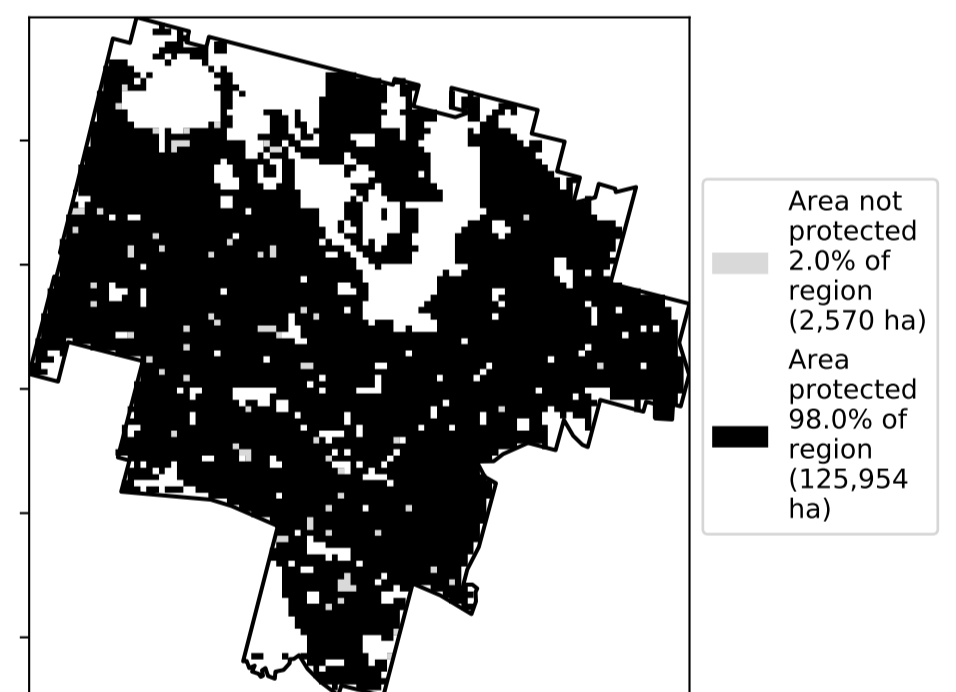 Area not
protected
2.0% of
region
(2,570 ha)
Area
protected
98.0% of
region
(125,954
ha)